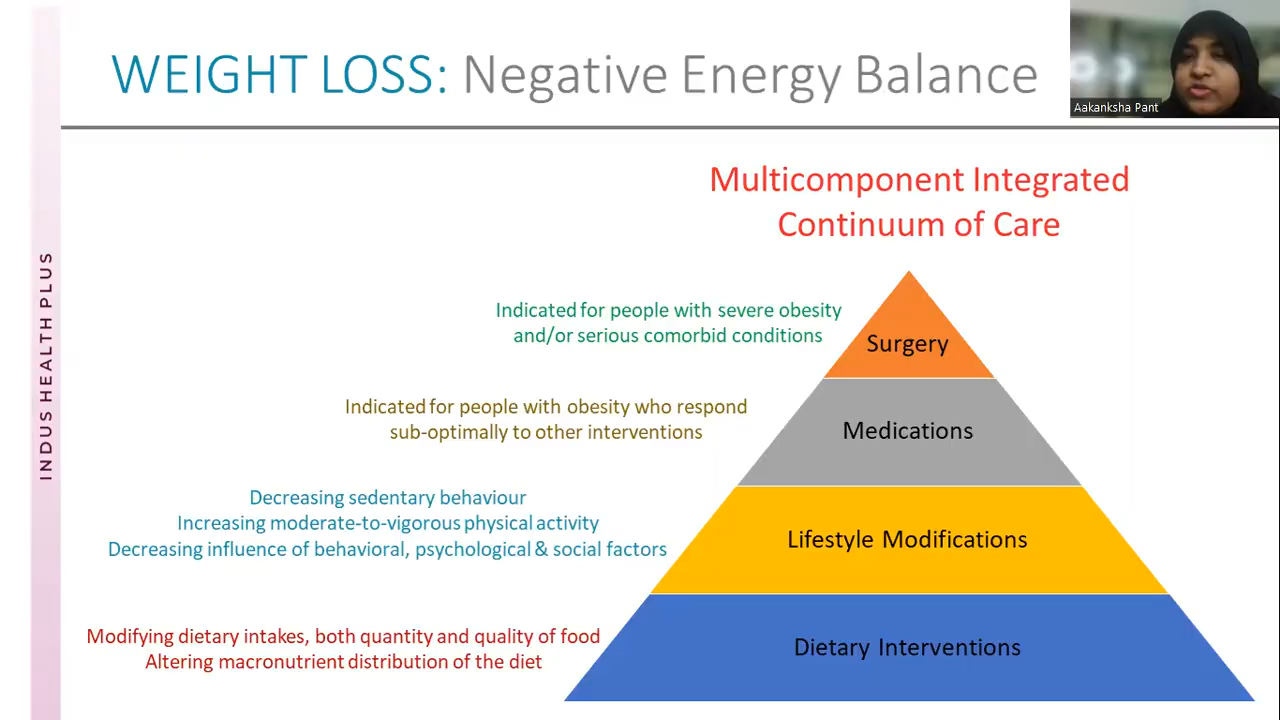 WEIGHT LOSS: Negative Energy Balance
Aakanksha Pant
Multicomponent Integrated
Continuum of Care
Indicated for people with severe obesity
and/or serious comorbid conditions
Surgery
Indicated for people with obesity who respond
sub-optimally to other interventions
Medications
Decreasing sedentary behaviour
Increasing moderate-to-vigorous physical activity
Decreasing influence of behavioral, psychological & social factors
Lifestyle Modifications
Modifying dietary intakes, both quantity and quality of food
Altering macronutrient distribution of the diet
Dietary Interventions
INDUS HEALTH PLUS